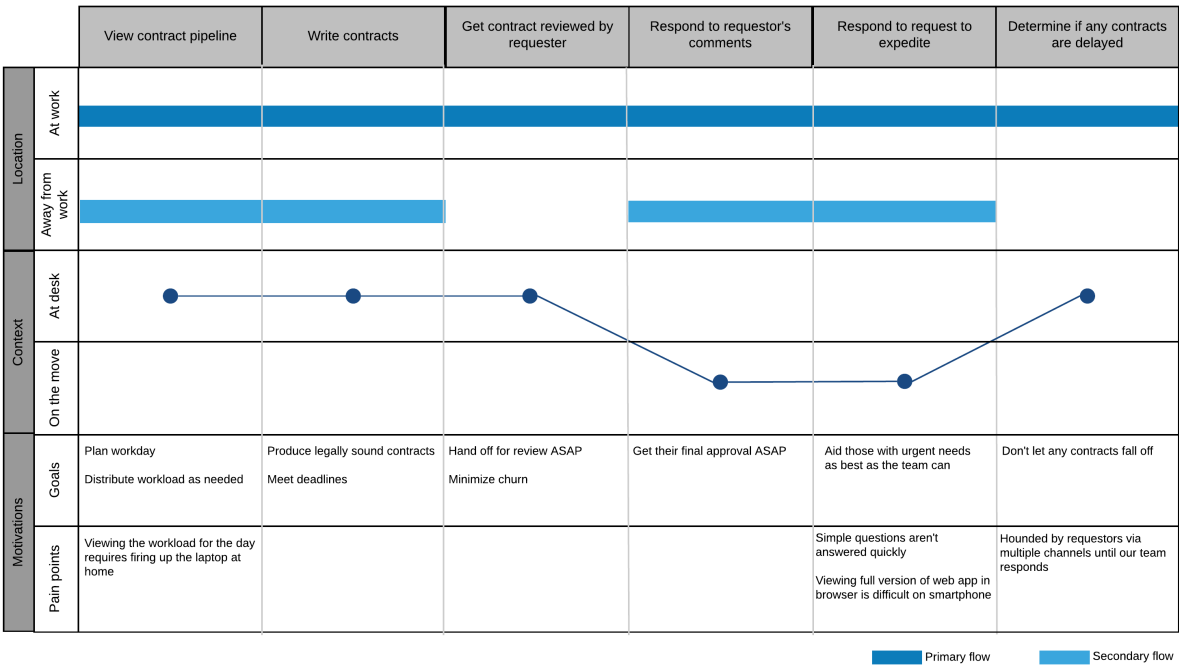 View contract pipeline
Write contracts
Get contract reviewed by
requester
Respond to requestor's
comments
Respond to request to
expedite
Determine if any contracts
are delayed
Location
At work
Away from
work
Context
At desk
On the move
Motivations
Goals
Plan workday
Distribute workload as needed
Produce legally sound contracts
Meet deadlines
Hand off for review ASAP
Minimize churn
Get their final approval ASAP
Aid those with urgent needs
as best as the team can
Don't let any contracts fall off
Pain points
Viewing the workload for the day
requires firing up the laptop at
home
Simple questions aren't
answered quickly
Viewing full version of web app in
browser is difficult on smartphone
Hounded by requestors via
multiple channels until our team
responds
Primary flow
Secondary flow